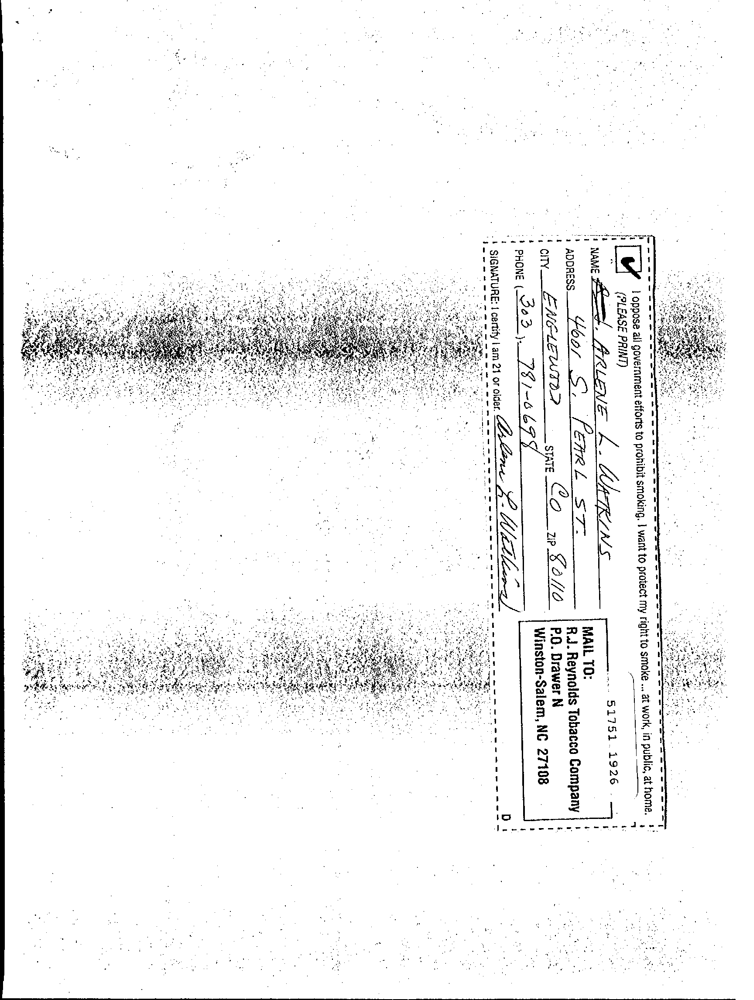 I oppose all government efforts to prohibit smoking. I want to protect my right to smoke ... at work, in public, at home.
(PLEASE PRINT)
NAME ARLENE L. WATKINS
ADDRESS 4601 S. PEARL ST.
CITY ENGLEWOOD STATE CO ZIP 80110
PHONE (303) 781-0699
SIGNATURE: I certify I am 21 or older. Arlene L. Watkins
51751 1926
MAIL TO:
R.J. Reynolds Tobacco Company
P.O. Drawer N
Winston-Salem, NC 27108
D